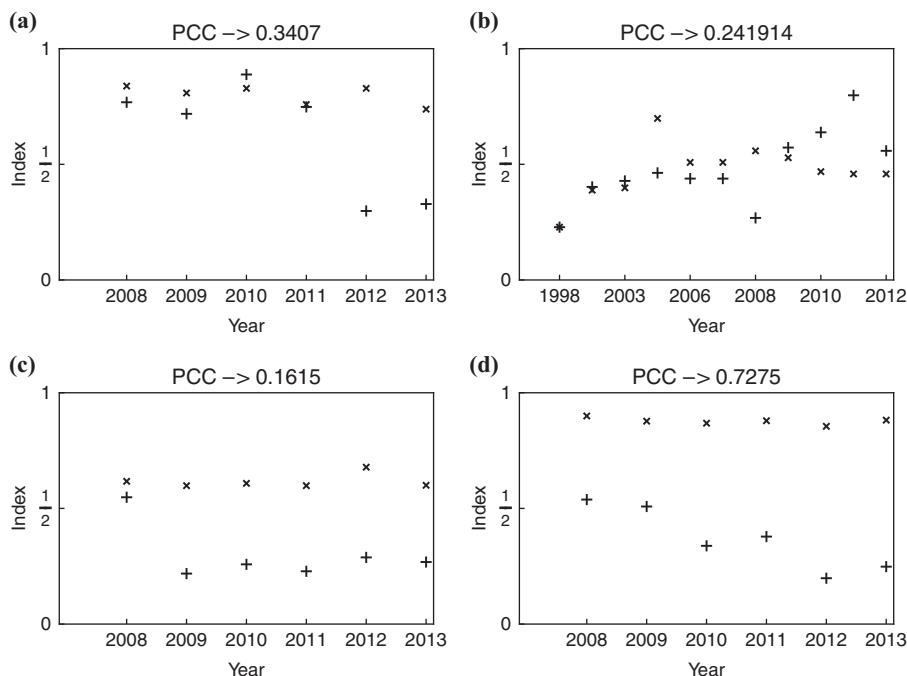 (a)
PCC –> 0.3407
1
Index
1
2
0
2008 2009 2010 2011 2012 2013
Year
(b)
PCC –> 0.241914
1
Index
1
2
0
1998 2003 2006 2008 2010 2012
Year
(c)
PCC –> 0.1615
1
Index
1
2
0
2008 2009 2010 2011 2012 2013
Year
(d)
PCC –> 0.7275
1
Index
1
2
0
2008 2009 2010 2011 2012 2013
Year